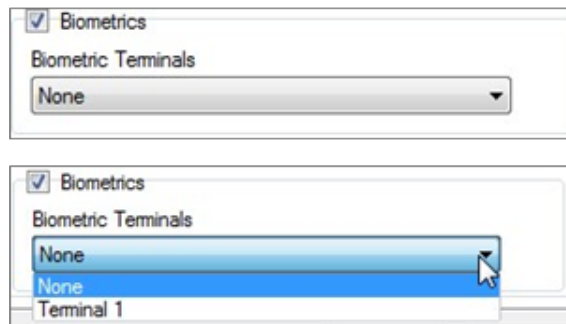 Biometrics
Biometric Terminals
None
Biometrics
Biometric Terminals
None
None
Terminal 1